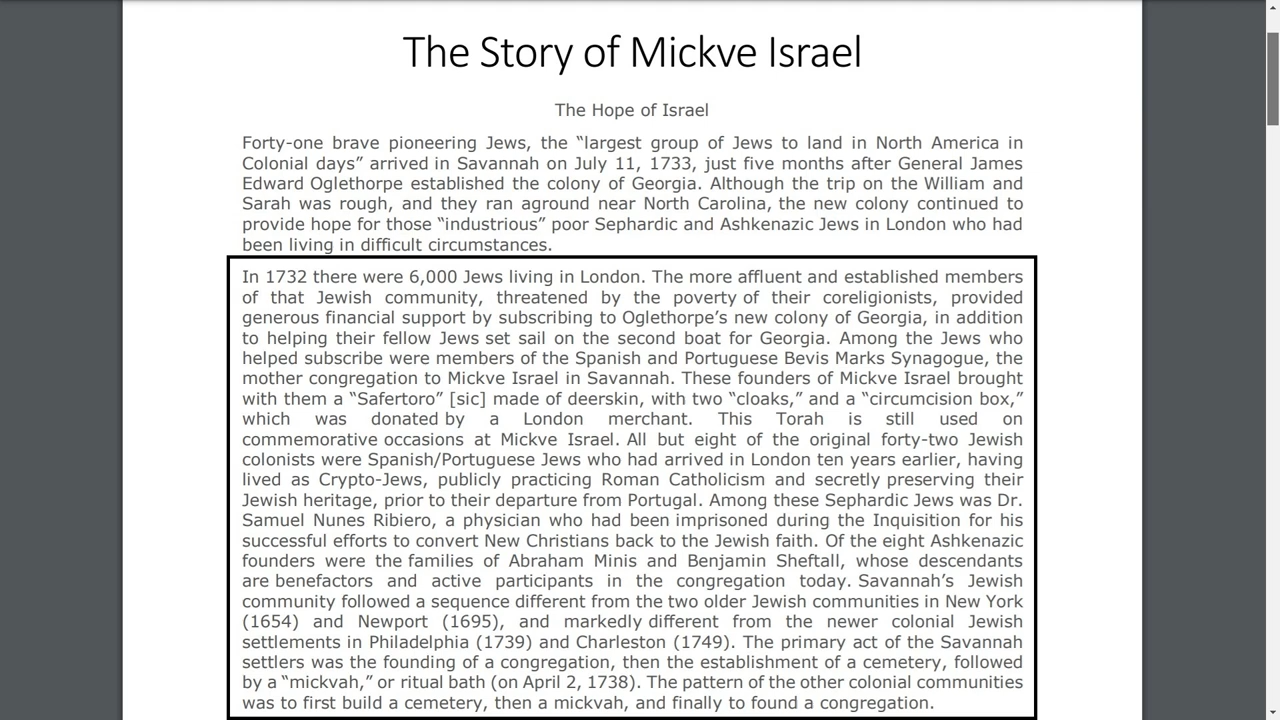 The Story of Mickve Israel
The Hope of Israel
Forty-one brave pioneering Jews, the “largest group of Jews to land in North America in
Colonial days” arrived in Savannah on July 11, 1733, just five months after General James
Edward Oglethorpe established the colony of Georgia. Although the trip on the William and
Sarah was rough, and they ran aground near North Carolina, the new colony continued to
provide hope for those “industrious” poor Sephardic and Ashkenazic Jews in London who had
been living in difficult circumstances.
In 1732 there were 6,000 Jews living in London. The more affluent and established members
of that Jewish community, threatened by the poverty of their coreligionists, provided
generous financial support by subscribing to Oglethorpe’s new colony of Georgia, in addition
to helping their fellow Jews set sail on the second boat for Georgia. Among the Jews who
helped subscribe were members of the Spanish and Portuguese Bevis Marks Synagogue, the
mother congregation to Mickve Israel in Savannah. These founders of Mickve Israel brought
with them a “Safertoro” [sic] made of deerskin, with two “cloaks,” and a “circumcision box,”
which was donated by a London merchant. This Torah is still used on
commemorative occasions at Mickve Israel. All but eight of the original forty-two Jewish
colonists were Spanish/Portuguese Jews who had arrived in London ten years earlier, having
lived as Crypto-Jews, publicly practicing Roman Catholicism and secretly preserving their
Jewish heritage, prior to their departure from Portugal. Among these Sephardic Jews was Dr.
Samuel Nunes Ribiero, a physician who had been imprisoned during the Inquisition for his
successful efforts to convert New Christians back to the Jewish faith. Of the eight Ashkenazic
founders were the families of Abraham Minis and Benjamin Sheftall, whose descendants
are benefactors and active participants in the congregation today. Savannah’s Jewish
community followed a sequence different from the two older Jewish communities in New York
(1654) and Newport (1695), and markedly different from the newer colonial Jewish
settlements in Philadelphia (1739) and Charleston (1749). The primary act of the Savannah
settlers was the founding of a congregation, then the establishment of a cemetery, followed
by a “mickvah,” or ritual bath (on April 2, 1738). The pattern of the other colonial communities
was to first build a cemetery, then a mickvah, and finally to found a congregation.